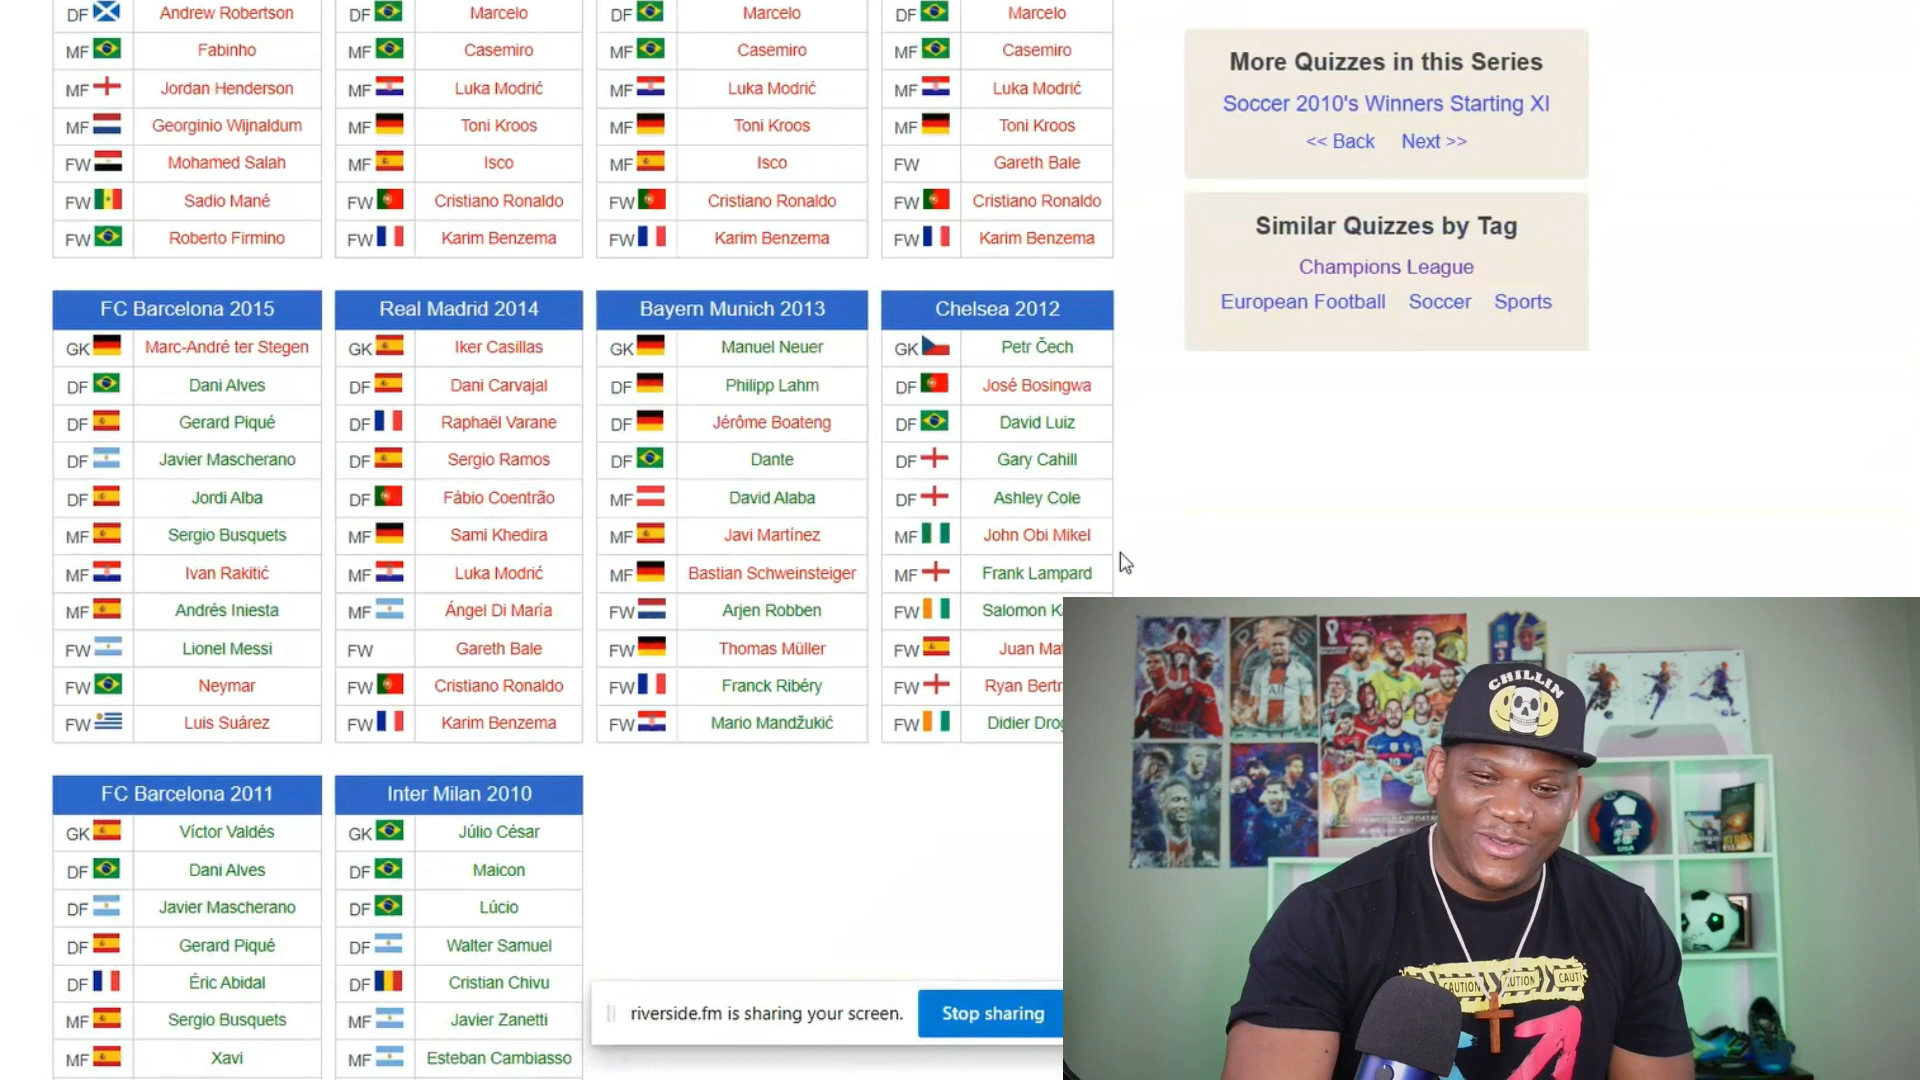 DF Andrew Robertson
MF Fabinho
MF Jordan Henderson
MF Georginio Wijnaldum
FW Mohamed Salah
FW Sadio Mané
FW Roberto Firmino
DF Marcelo
MF Casemiro
MF Luka Modrić
MF Toni Kroos
MF Isco
FW Cristiano Ronaldo
FW Karim Benzema
DF Marcelo
MF Casemiro
MF Luka Modrić
MF Toni Kroos
MF Isco
FW Cristiano Ronaldo
FW Karim Benzema
DF Marcelo
MF Casemiro
MF Luka Modrić
MF Toni Kroos
FW Gareth Bale
FW Cristiano Ronaldo
FW Karim Benzema
More Quizzes in this Series
Soccer 2010's Winners Starting XI
<< Back Next >>
Similar Quizzes by Tag
Champions League
European Football Soccer Sports
FC Barcelona 2015
GK Marc-André ter Stegen
DF Dani Alves
DF Gerard Piqué
DF Javier Mascherano
DF Jordi Alba
MF Sergio Busquets
MF Ivan Rakitić
MF Andrés Iniesta
FW Lionel Messi
FW Neymar
FW Luis Suárez
Real Madrid 2014
GK Iker Casillas
DF Dani Carvajal
DF Raphaël Varane
DF Sergio Ramos
DF Fábio Coentrão
MF Sami Khedira
MF Luka Modrić
MF Ángel Di María
FW Gareth Bale
FW Cristiano Ronaldo
FW Karim Benzema
Bayern Munich 2013
GK Manuel Neuer
DF Philipp Lahm
DF Jérôme Boateng
DF Dante
MF David Alaba
MF Javi Martínez
MF Bastian Schweinsteiger
FW Arjen Robben
FW Thomas Müller
FW Franck Ribéry
FW Mario Mandžukić
Chelsea 2012
GK Petr Čech
DF José Bosingwa
DF David Luiz
DF Gary Cahill
DF Ashley Cole
MF John Obi Mikel
MF Frank Lampard
FW Salomon K
FW Juan Ma
FW Ryan Bertr
FW Didier Dro
FC Barcelona 2011
GK Víctor Valdés
DF Dani Alves
DF Javier Mascherano
DF Gerard Piqué
DF Éric Abidal
MF Sergio Busquets
MF Xavi
Inter Milan 2010
GK Júlio César
DF Maicon
DF Lúcio
DF Walter Samuel
DF Cristian Chivu
MF Javier Zanetti
MF Esteban Cambiasso
riverside.fm is sharing your screen.
Stop sharing
CHILLIN
CAUTION CAUTION CAUTI
USA